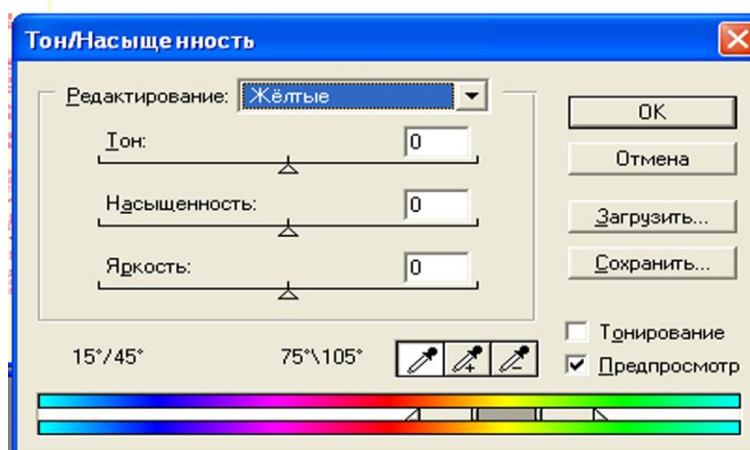 Тон/Насыщенность
Редактирование: Жёлтые
OK
Тон: 0
Отмена
Насыщенность: 0
Загрузить...
Яркость: 0
Сохранить...
Тонирование
15°/45° 75°\105°
Предпросмотр